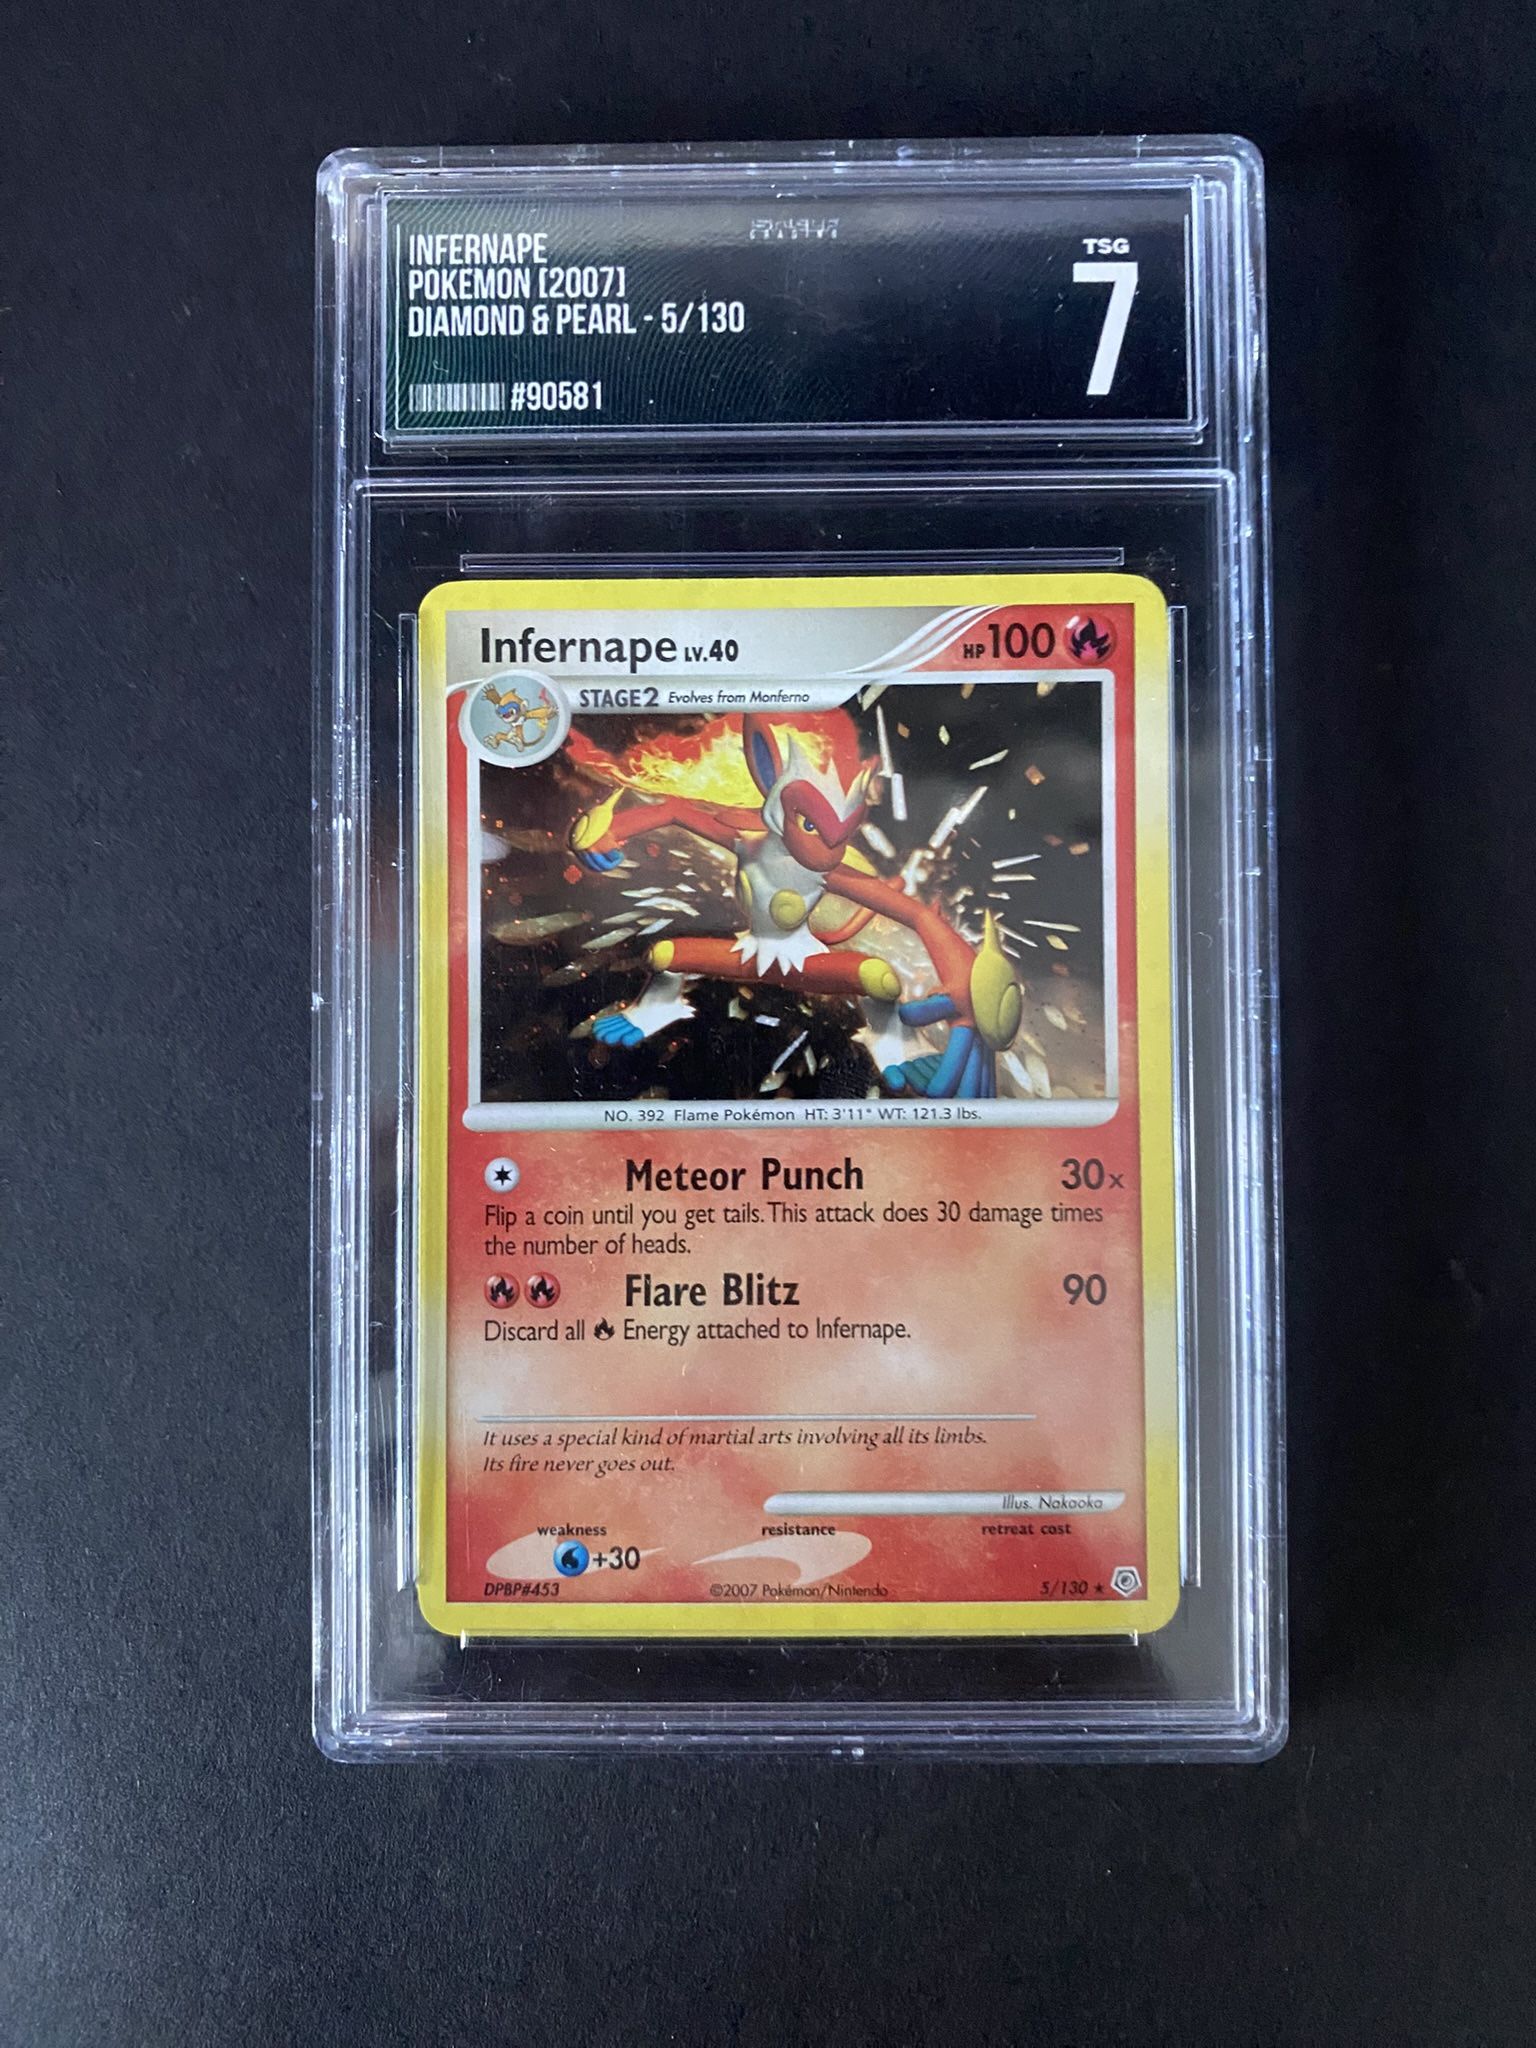 INFERNAPE
POKEMON [2007]
DIAMOND & PEARL - 5/130
#90581
TSG
7
Infernape LV.40
HP 100
STAGE2 Evolves from Monferno
NO. 392 Flame Pokémon HT: 3'11" WT: 121.3 lbs.
Meteor Punch 30x
Flip a coin until you get tails. This attack does 30 damage times
the number of heads.
Flare Blitz 90
Discard all Energy attached to Infernape.
It uses a special kind of martial arts involving all its limbs.
Its fire never goes out.
Illus. Nakaoka
weakness resistance retreat cost
+30
DPBP#453 ©2007 Pokémon/Nintendo 5/130